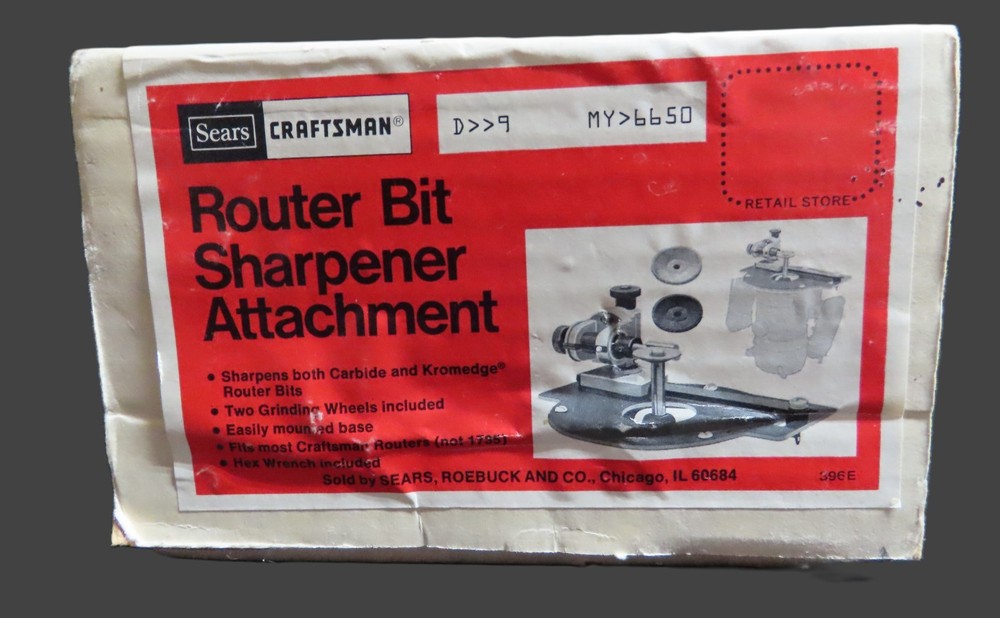 Sears CRAFTSMAN®
D>>9 MY>6650
RETAIL STORE
Router Bit
Sharpener
Attachment
• Sharpens both Carbide and Kromedge®
Router Bits
• Two Grinding Wheels included
• Easily mounted base
• Fits most Craftsman Routers (not
• Hex Wrench included
Sold by SEARS, ROEBUCK AND CO., Chicago, IL 60684